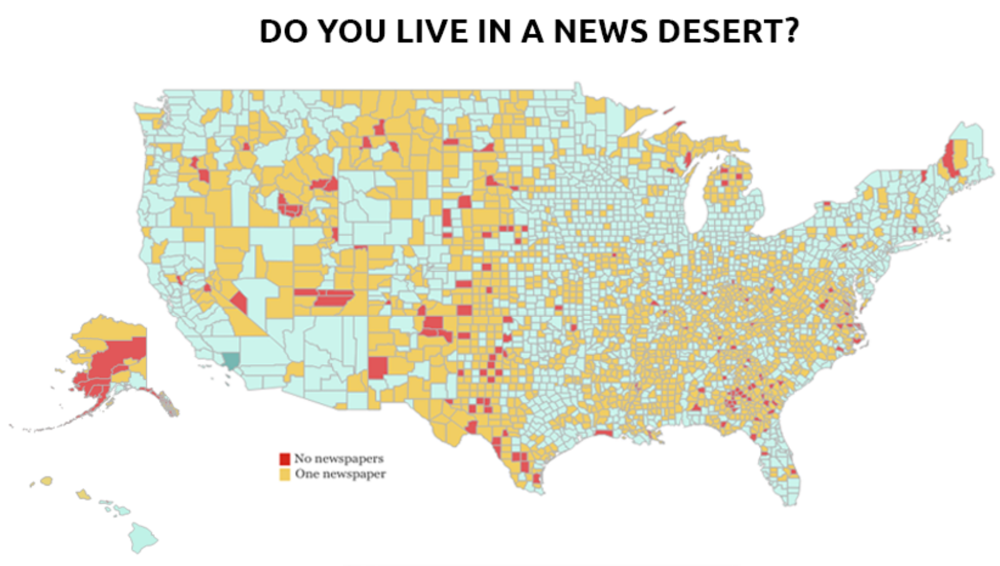 DO YOU LIVE IN A NEWS DESERT?
No newspapers
One newspaper